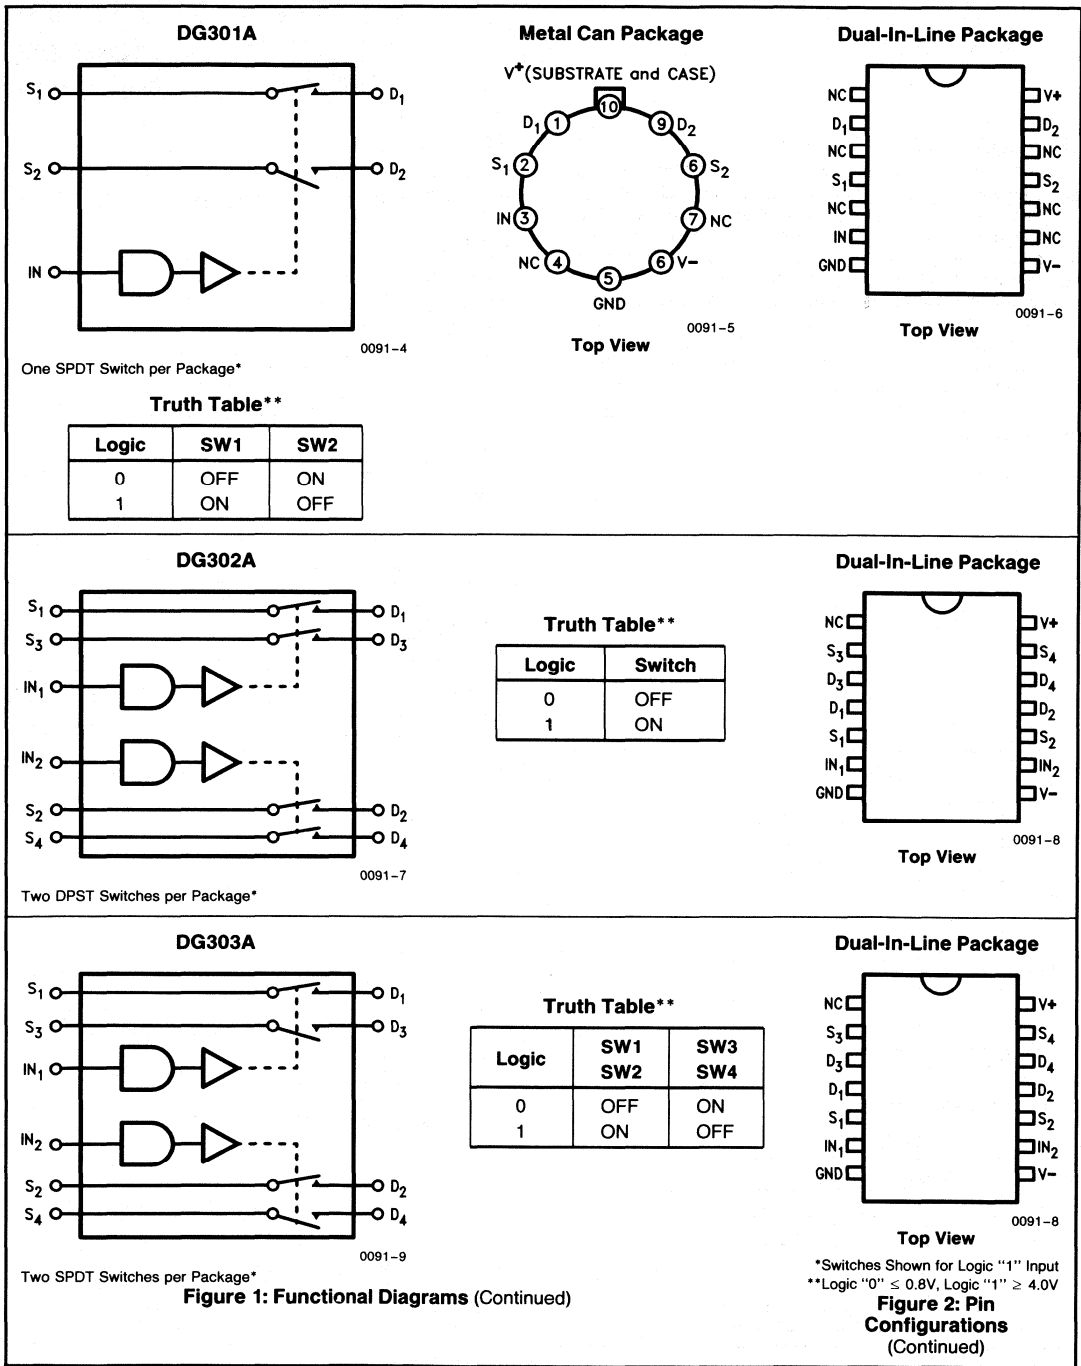 DG301A
S1
D1
S2
D2
IN
0091-4
One SPDT Switch per Package*
Truth Table**
Logic SW1 SW2
0 OFF ON
1 ON OFF
Metal Can Package
V+(SUBSTRATE and CASE)
10
D1 1
9 D2
S1 2
6 S2
IN 3
7 NC
NC 4
6 V-
5
GND
0091-5
Top View
Dual-In-Line Package
NC V+
D1 D2
NC NC
S1 S2
NC NC
IN NC
GND V-
0091-6
Top View
DG302A
S1 D1
S3 D3
IN1
IN2
S2 D2
S4 D4
0091-7
Two DPST Switches per Package*
Truth Table**
Logic Switch
0 OFF
1 ON
Dual-In-Line Package
NC V+
S3 S4
D3 D4
D1 D2
S1 S2
IN1 IN2
GND V-
0091-8
Top View
DG303A
S1 D1
S3 D3
IN1
IN2
S2 D2
S4 D4
0091-9
Two SPDT Switches per Package*
Truth Table**
Logic SW1 SW3
SW2 SW4
0 OFF ON
1 ON OFF
Dual-In-Line Package
NC V+
S3 S4
D3 D4
D1 D2
S1 S2
IN1 IN2
GND V-
0091-8
Top View
*Switches Shown for Logic "1" Input
**Logic "0" ≤ 0.8V, Logic "1" ≥ 4.0V
Figure 1: Functional Diagrams (Continued)
Figure 2: Pin
Configurations
(Continued)